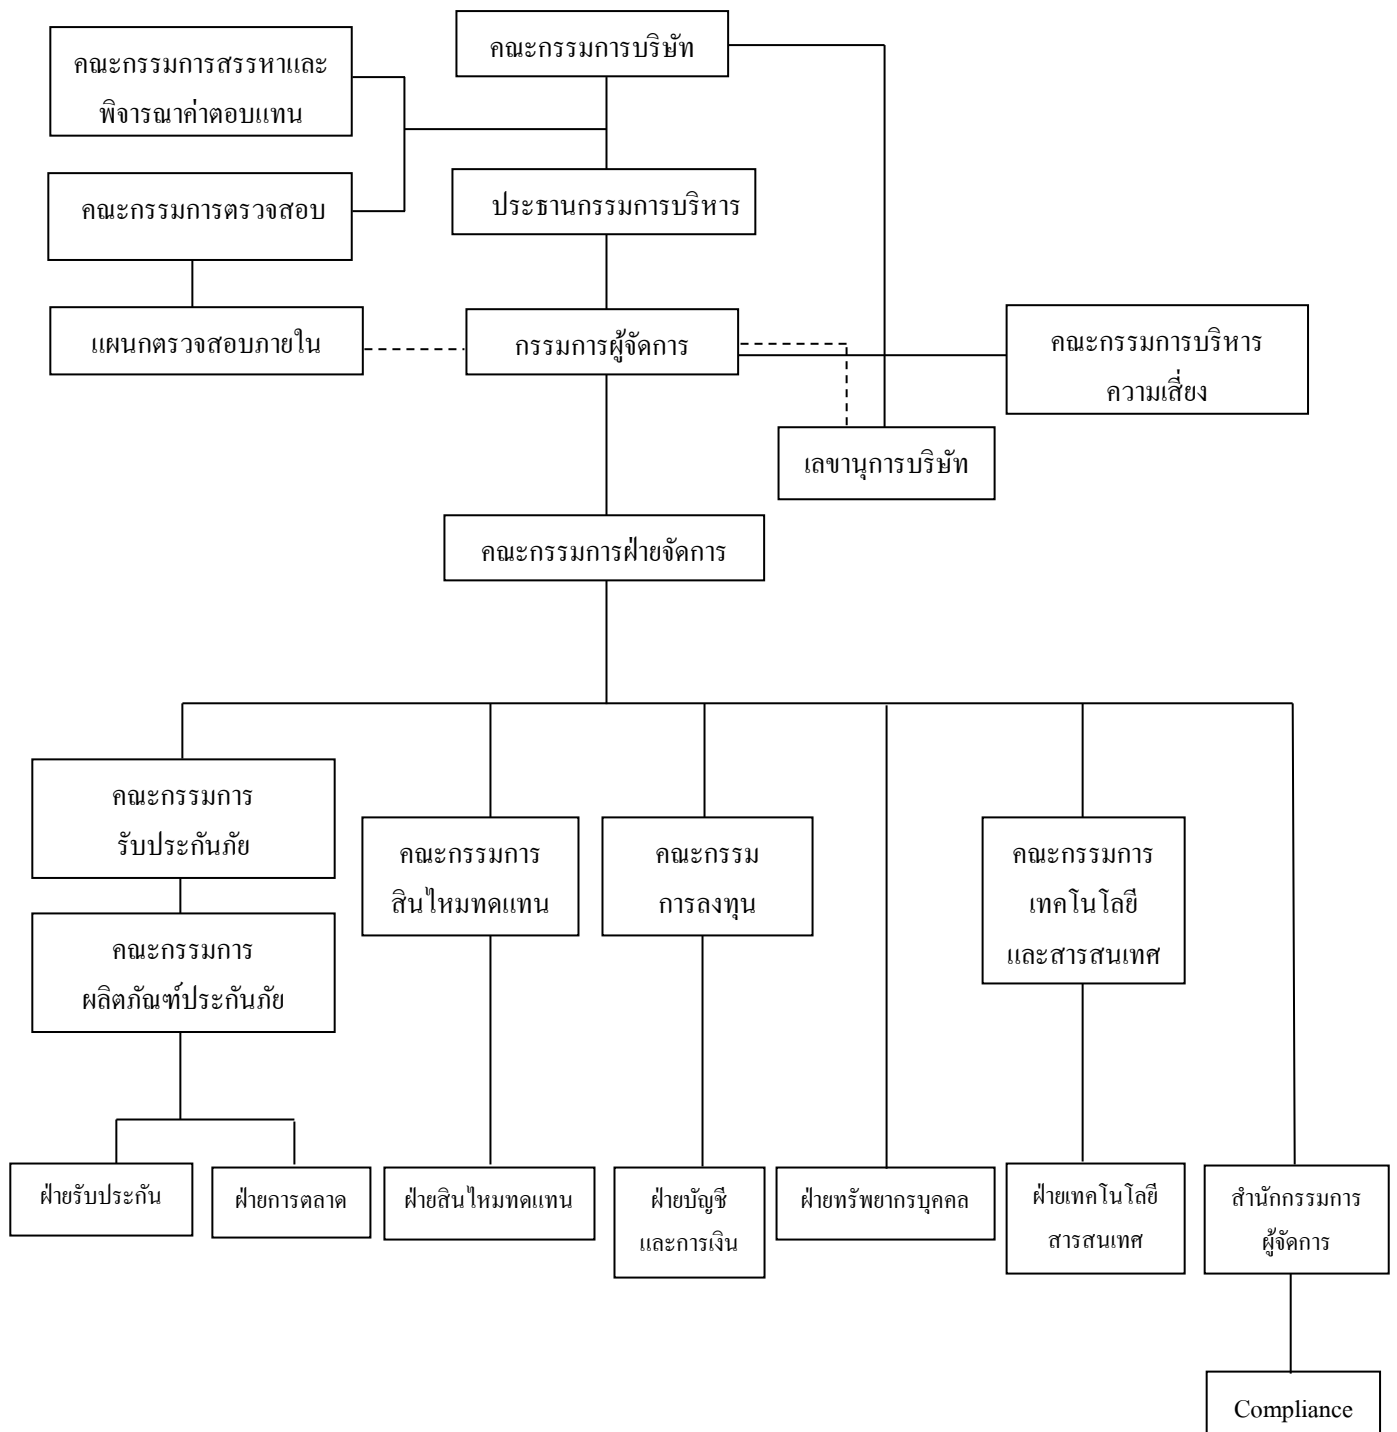 คณะกรรมการบริษัท
คณะกรรมการสรรหาและ
พิจารณาค่าตอบแทน
คณะกรรมการตรวจสอบ
ประธานกรรมการบริหาร
แผนกตรวจสอบภายใน
กรรมการผู้จัดการ
คณะกรรมการบริหาร
ความเสี่ยง
เลขานุการบริษัท
คณะกรรมการฝ่ายจัดการ
คณะกรรมการ
รับประกันภัย
คณะกรรมการ
สินไหมทดแทน
คณะกรรม
การลงทุน
คณะกรรมการ
เทคโนโลยี
และสารสนเทศ
คณะกรรมการ
ผลิตภัณฑ์ประกันภัย
ฝ่ายรับประกัน
ฝ่ายการตลาด
ฝ่ายสินไหมทดแทน
ฝ่ายบัญชี
และการเงิน
ฝ่ายทรัพยากรบุคคล
ฝ่ายเทคโนโลยี
สารสนเทศ
สำนักกรรมการ
ผู้จัดการ
Compliance